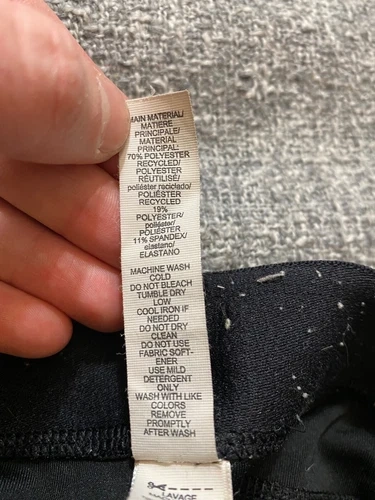 MAIN MATERIAL/
MATIERE
PRINCIPALE/
MATERIAL
PRINCIPAL:
70% POLYESTER
RECYCLED/
POLYESTER
RÉUTILISÉ/
poliéster reciclado/
POLIÉSTER
RECYCLED
19%
POLYESTER/
poliéster/
POLIÉSTER
11% SPANDEX/
elastano/
ELASTANO
MACHINE WASH
COLD
DO NOT BLEACH
TUMBLE DRY
LOW
COOL IRON IF
NEEDED
DO NOT DRY
CLEAN
DO NOT USE
FABRIC SOFT-
ENER
USE MILD
DETERGENT
ONLY
WASH WITH LIKE
COLORS
REMOVE
PROMPTLY
AFTER WASH
LAVAGE